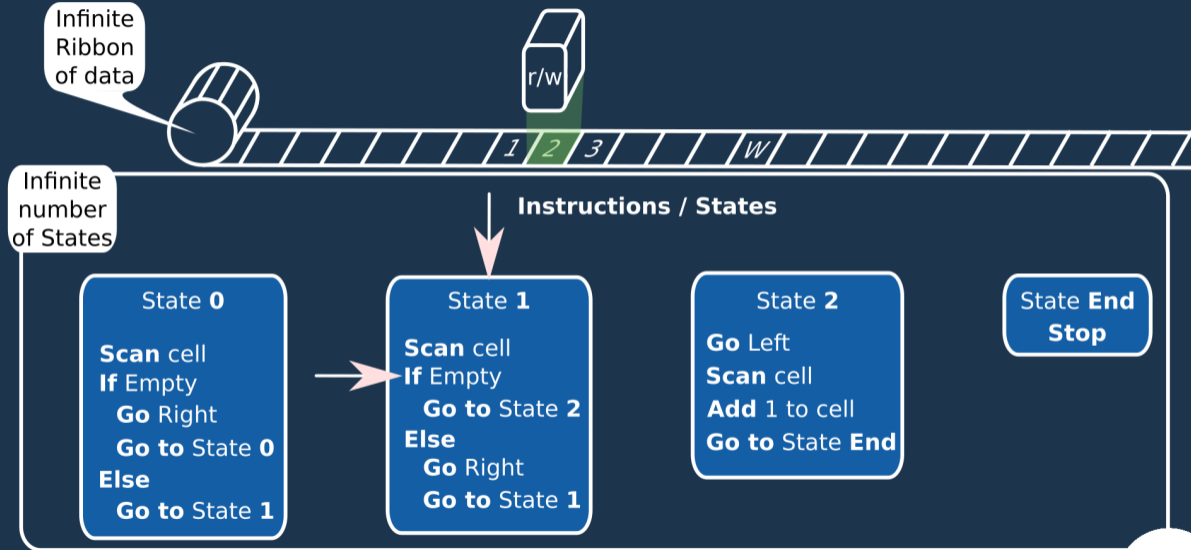 Infinite
Ribbon
of data
r/w
1 2 3 W
Infinite
number
of States
Instructions / States
State 0
Scan cell
If Empty
Go Right
Go to State 0
Else
Go to State 1
State 1
Scan cell
If Empty
Go to State 2
Else
Go Right
Go to State 1
State 2
Go Left
Scan cell
Add 1 to cell
Go to State End
State End
Stop